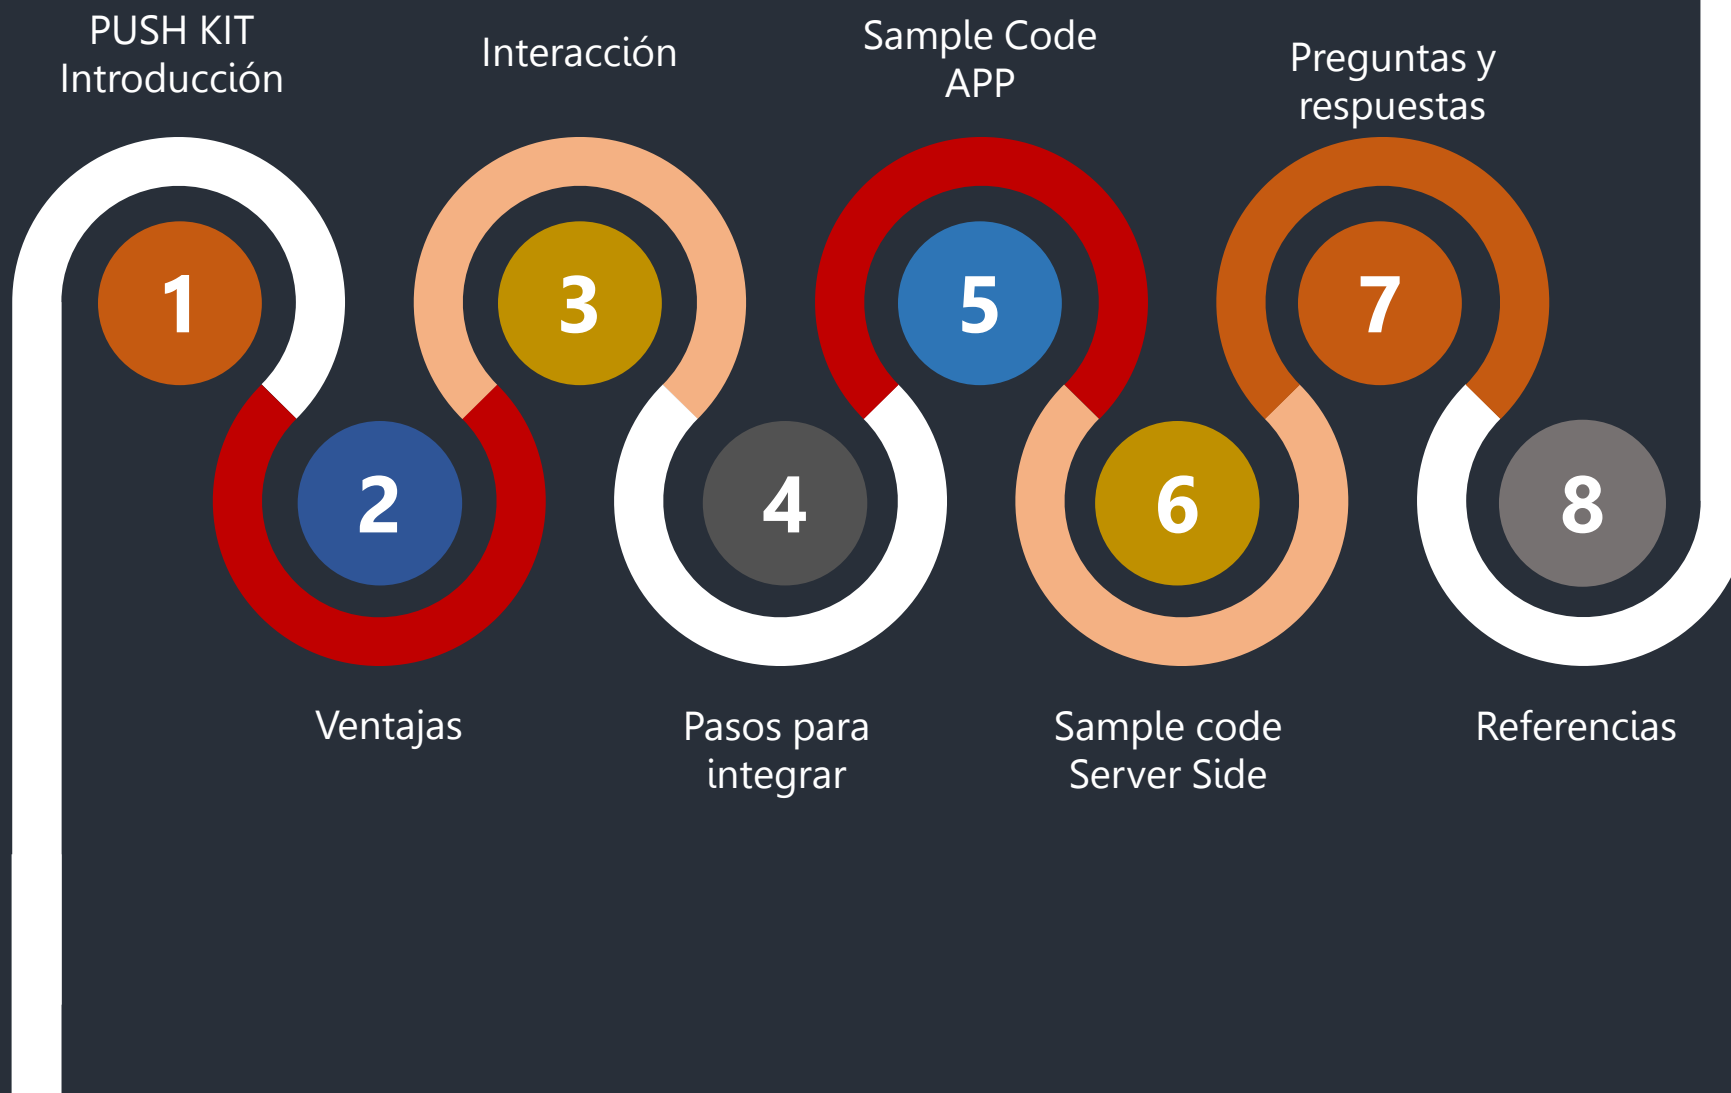 PUSH KIT
Introducción
Interacción
Sample Code
APP
Preguntas y
respuestas
1
3
5
7
2
4
6
8
Ventajas
Pasos para
integrar
Sample code
Server Side
Referencias